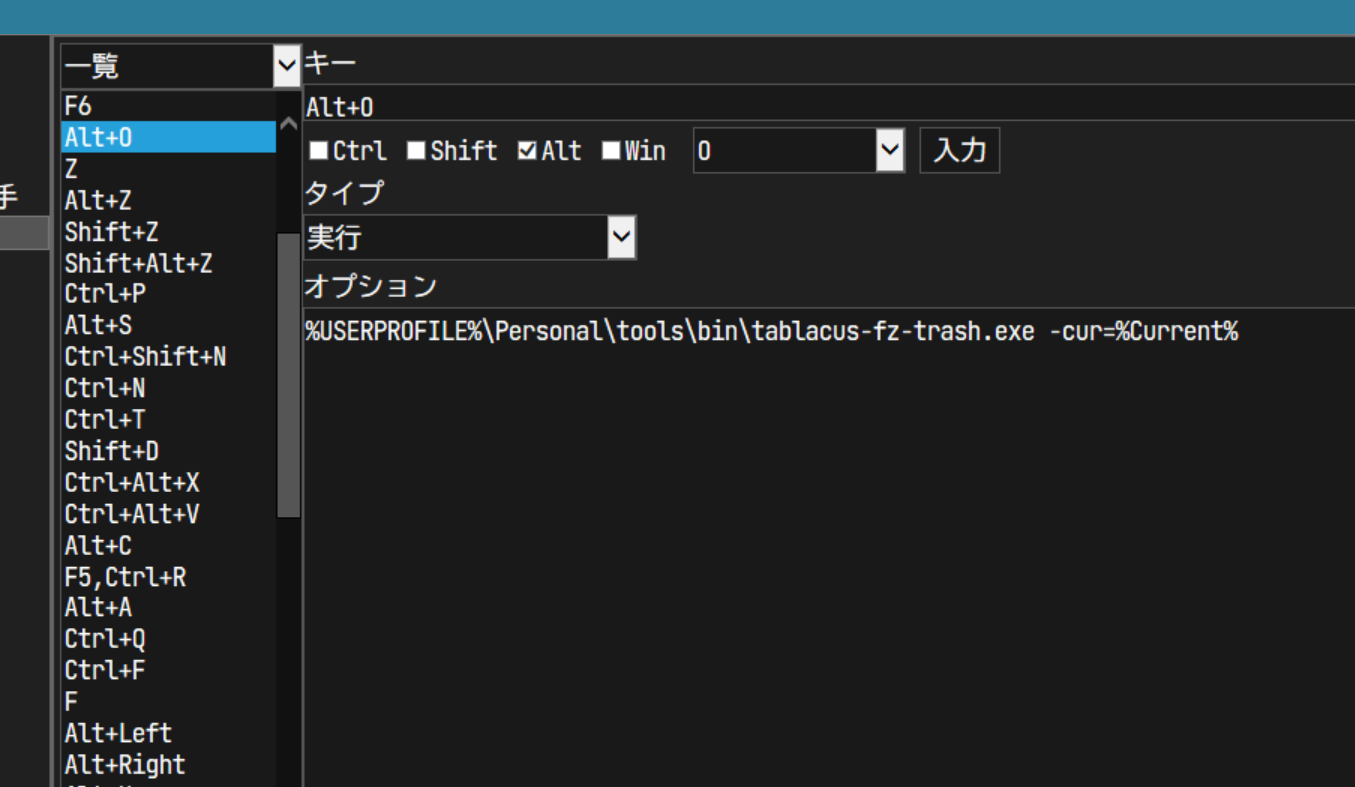 手
一覧
F6
Alt+O
Z
Alt+Z
Shift+Z
Shift+Alt+Z
Ctrl+P
Alt+S
Ctrl+Shift+N
Ctrl+N
Ctrl+T
Shift+D
Ctrl+Alt+X
Ctrl+Alt+V
Alt+C
F5,Ctrl+R
Alt+A
Ctrl+Q
Ctrl+F
F
Alt+Left
Alt+Right
キー
Alt+O
Ctrl Shift Alt Win O 入力
タイプ
実行
オプション
%USERPROFILE%\Personal\tools\bin\tablacus-fz-trash.exe -cur=%Current%